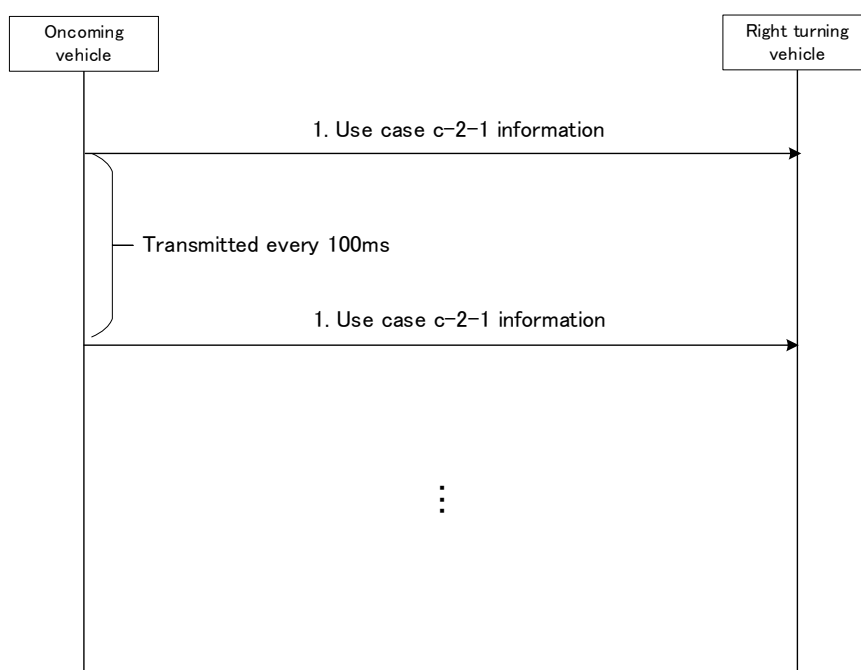 Oncoming
vehicle
Right turning
vehicle
1. Use case c-2-1 information
Transmitted every 100ms
1. Use case c-2-1 information
⋮